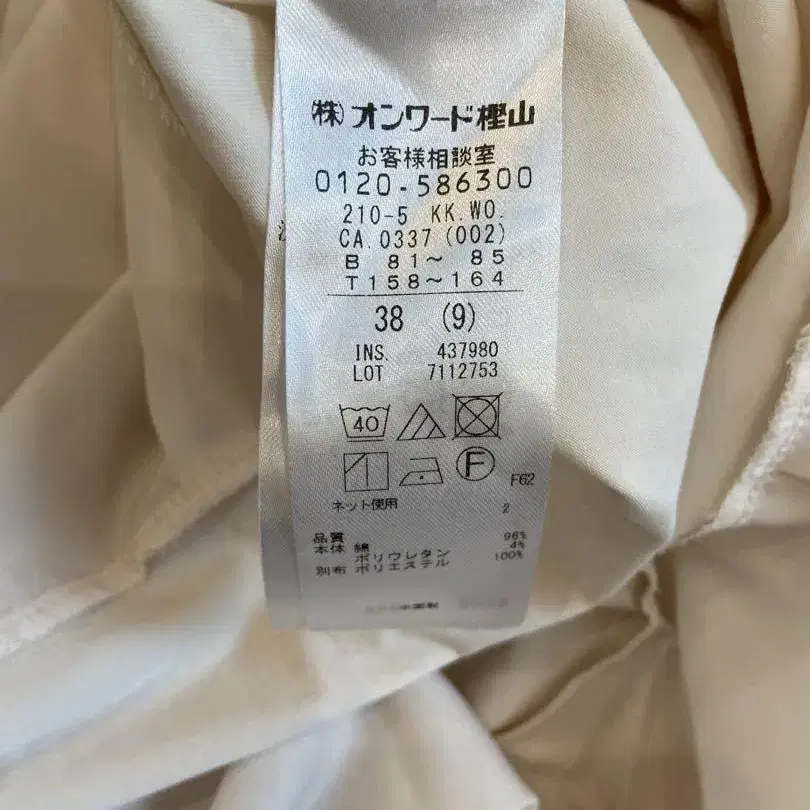 ㈱オンワード樫山
お客様相談室
0120-586300
210-5 KK.WO.
CA.0337(002)
B 81～ 85
T158～164
38 (9)
INS. 437980
LOT 7112753
40
F
F62
ネット使用 2
品質
本体 綿 96%
ポリウレタン 4%
別布 ポリエステル 100%